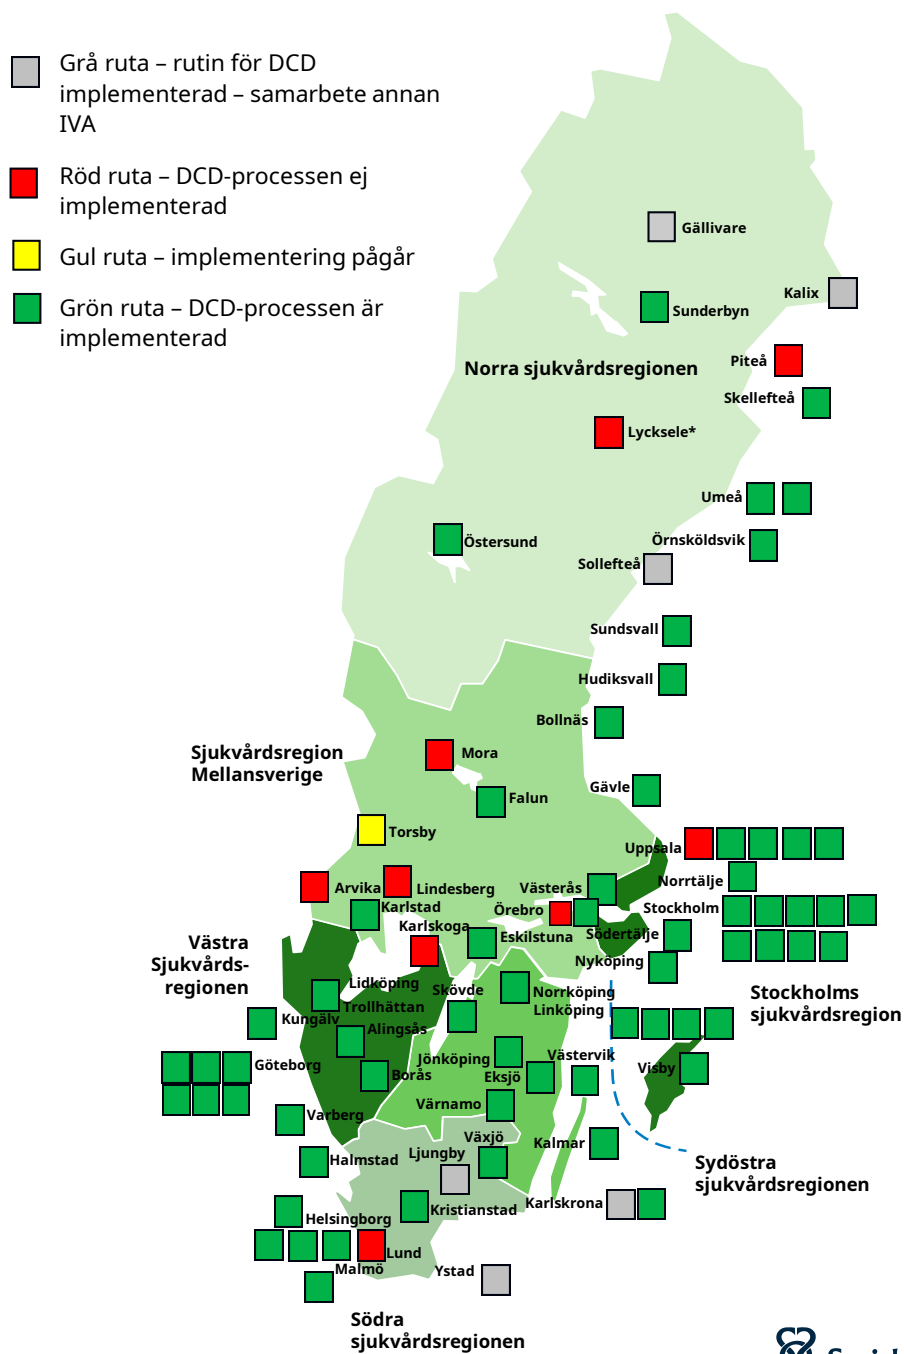 Grå ruta – rutin för DCD
implementerad – samarbete annan
IVA
Röd ruta – DCD-processen ej
implementerad
Gul ruta – implementering pågår
Grön ruta – DCD-processen är
implementerad
Gällivare
Kalix
Sunderbyn
Piteå
Norra sjukvårdsregionen
Skellefteå
Lycksele*
Umeå
Östersund
Örnsköldsvik
Sollefteå
Sundsvall
Hudiksvall
Bollnäs
Sjukvårdsregion
Mellansverige
Mora
Gävle
Falun
Torsby
Uppsala
Norrtälje
Arvika
Lindesberg
Västerås
Karlstad
Örebro
Stockholm
Karlskoga
Eskilstuna
Södertälje
Västra
Sjukvårds-
regionen
Nyköping
Lidköping
Skövde
Norrköping
Stockholms
sjukvårdsregion
Trollhättan
Linköping
Kungälv
Alingsås
Jönköping
Västervik
Göteborg
Borås
Eksjö
Visby
Värnamo
Varberg
Växjö
Kalmar
Halmstad
Ljungby
Sydöstra
sjukvårdsregionen
Helsingborg
Kristianstad
Karlskrona
Lund
Malmö
Ystad
Södra
sjukvårdsregionen